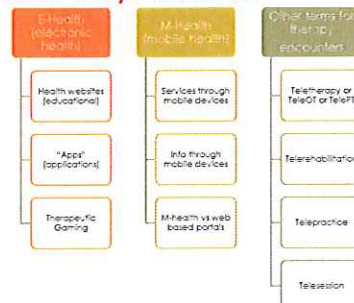 E-Health
(electronic
health)
Health websites
(educational)
"Apps"
(applications)
Therapeutic
Gaming
M-Health
(mobile health)
Services through
mobile devices
Info through
mobile devices
M-health vs web
based portals
Other terms for
therapy
encounters
Teletherapy or
TeleOT or TelePT
Telerehabilitation
Telepractice
Telesession